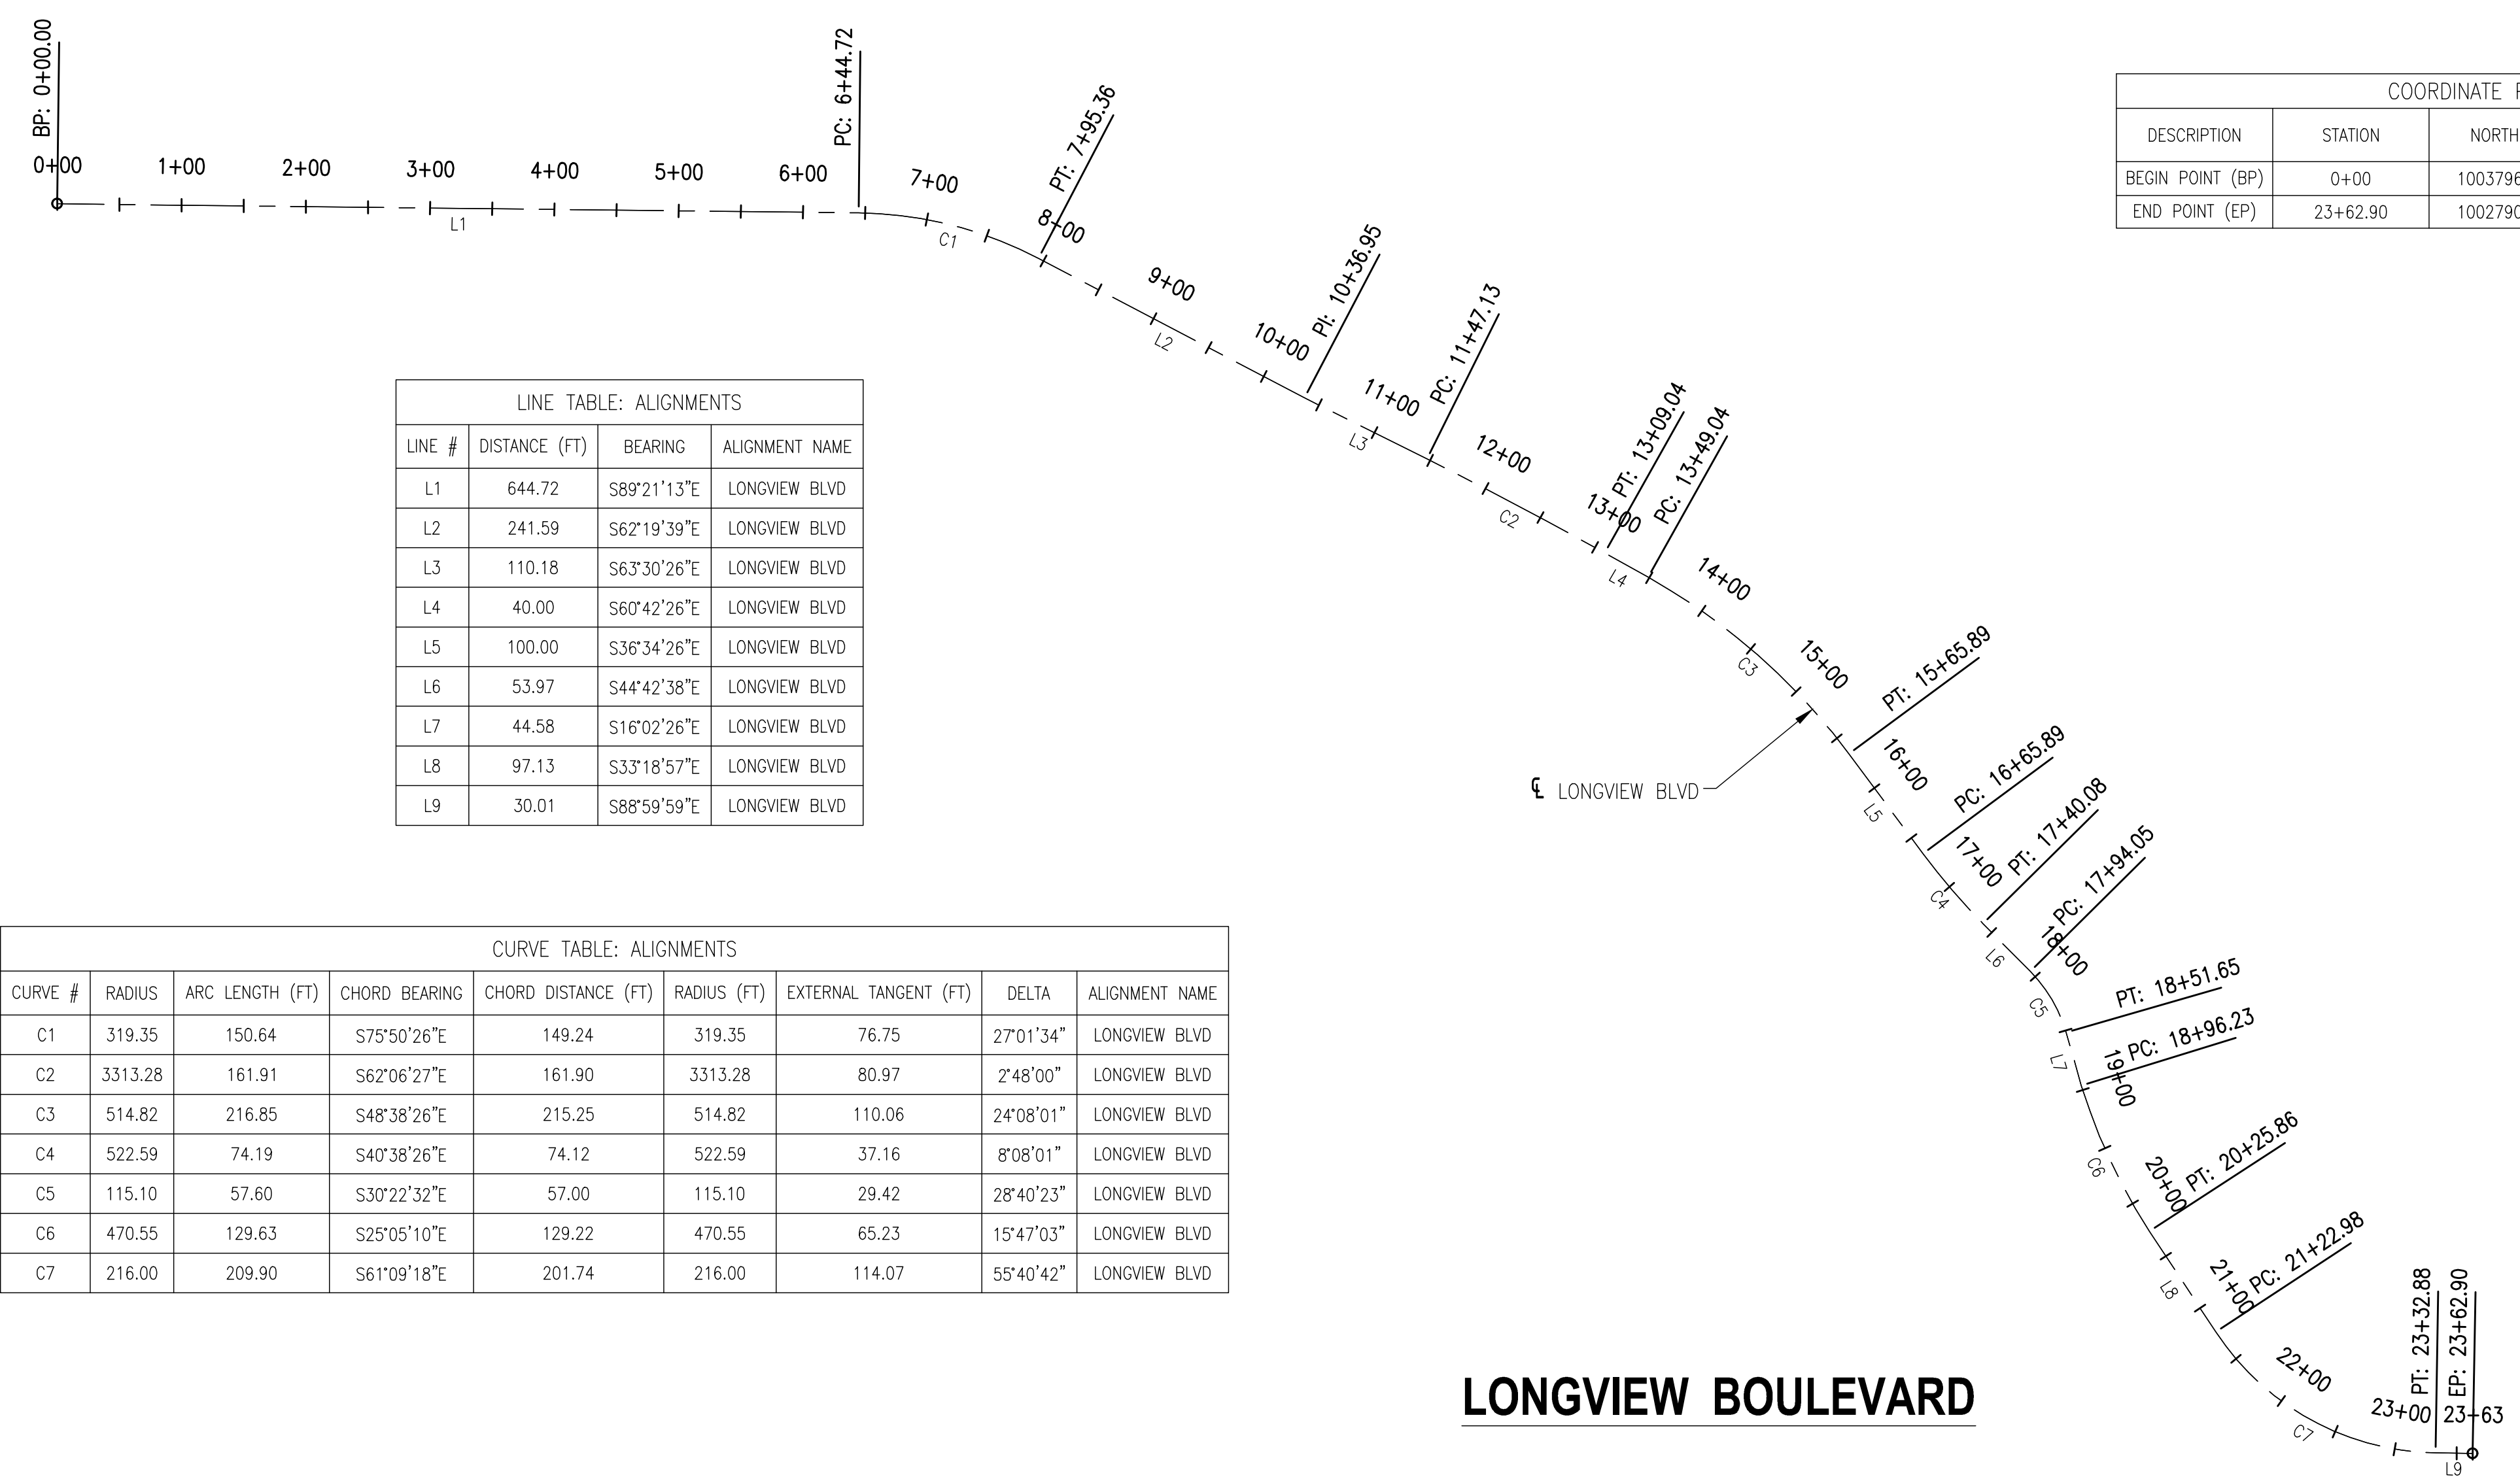 BP: 0+00.00
PC: 6+44.72
PT: 7+95.36
PI: 10+36.95
PC: 11+47.13
PT: 13+09.04
PC: 13+49.04
PT: 15+65.89
PC: 16+65.89
PT: 17+40.08
PC: 17+94.05
PT: 18+51.65
PC: 18+96.23
PT: 20+25.86
PC: 21+22.98
PT: 23+32.88
EP: 23+62.90
0+00
1+00
2+00
3+00
4+00
5+00
6+00
7+00
8+00
9+00
10+00
11+00
12+00
13+00
14+00
15+00
16+00
17+00
18+00
19+00
20+00
21+00
22+00
23+00
23+63
L1
C1
L2
L3
C2
L4
C3
L5
C4
L6
C5
L7
C6
L8
C7
L9
COORDINATE
DESCRIPTION STATION NORTH
BEGIN POINT (BP) 0+00 1003796
END POINT (EP) 23+62.90 1002790
LINE TABLE: ALIGNMENTS
LINE # DISTANCE (FT) BEARING ALIGNMENT NAME
L1 644.72 S89°21'13"E LONGVIEW BLVD
L2 241.59 S62°19'39"E LONGVIEW BLVD
L3 110.18 S63°30'26"E LONGVIEW BLVD
L4 40.00 S60°42'26"E LONGVIEW BLVD
L5 100.00 S36°34'26"E LONGVIEW BLVD
L6 53.97 S44°42'38"E LONGVIEW BLVD
L7 44.58 S16°02'26"E LONGVIEW BLVD
L8 97.13 S33°18'57"E LONGVIEW BLVD
L9 30.01 S88°59'59"E LONGVIEW BLVD
℄ LONGVIEW BLVD
CURVE TABLE: ALIGNMENTS
CURVE # RADIUS ARC LENGTH (FT) CHORD BEARING CHORD DISTANCE (FT) RADIUS (FT) EXTERNAL TANGENT (FT) DELTA ALIGNMENT NAME
C1 319.35 150.64 S75°50'26"E 149.24 319.35 76.75 27°01'34" LONGVIEW BLVD
C2 3313.28 161.91 S62°06'27"E 161.90 3313.28 80.97 2°48'00" LONGVIEW BLVD
C3 514.82 216.85 S48°38'26"E 215.25 514.82 110.06 24°08'01" LONGVIEW BLVD
C4 522.59 74.19 S40°38'26"E 74.12 522.59 37.16 8°08'01" LONGVIEW BLVD
C5 115.10 57.60 S30°22'32"E 57.00 115.10 29.42 28°40'23" LONGVIEW BLVD
C6 470.55 129.63 S25°05'10"E 129.22 470.55 65.23 15°47'03" LONGVIEW BLVD
C7 216.00 209.90 S61°09'18"E 201.74 216.00 114.07 55°40'42" LONGVIEW BLVD
LONGVIEW BOULEVARD